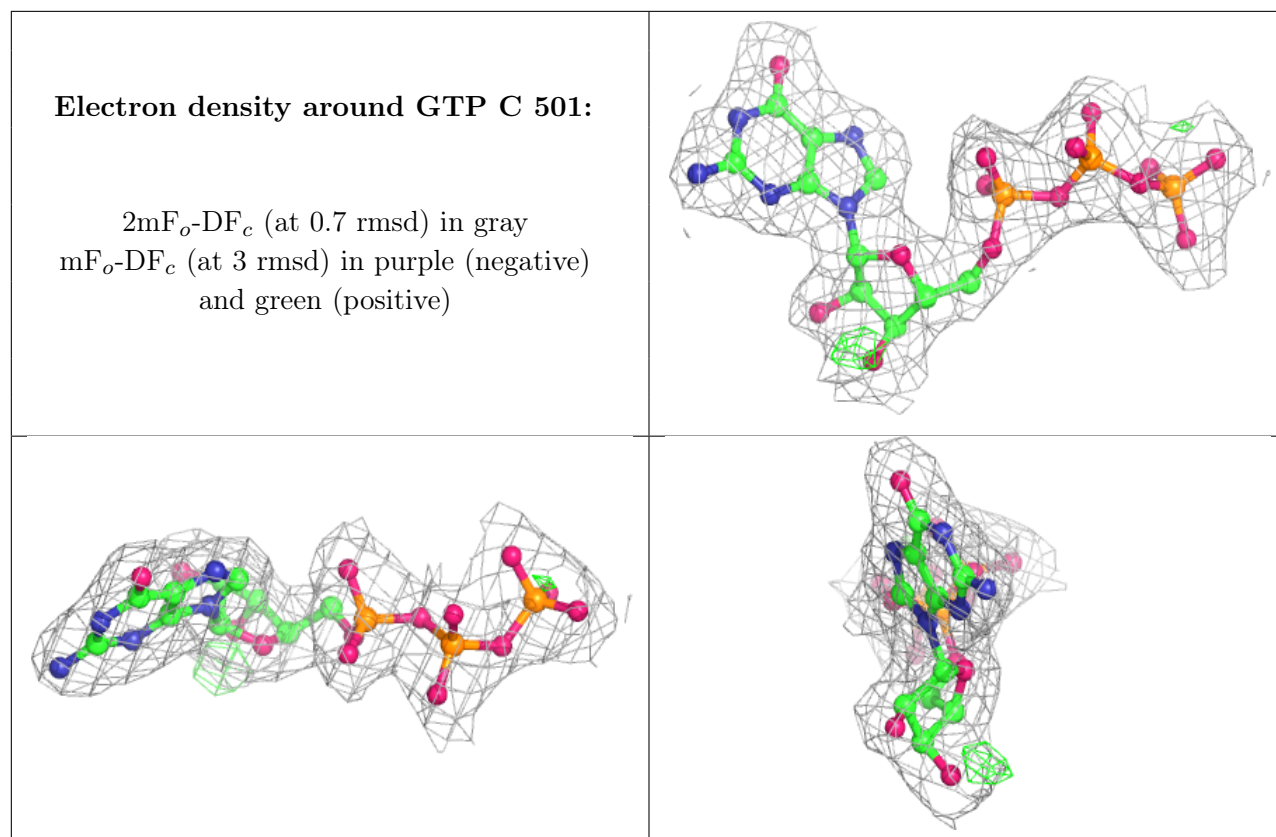 Electron density around GTP C 501:
2mFₒ-DF𝒸 (at 0.7 rmsd) in gray
mFₒ-DF𝒸 (at 3 rmsd) in purple (negative)
and green (positive)